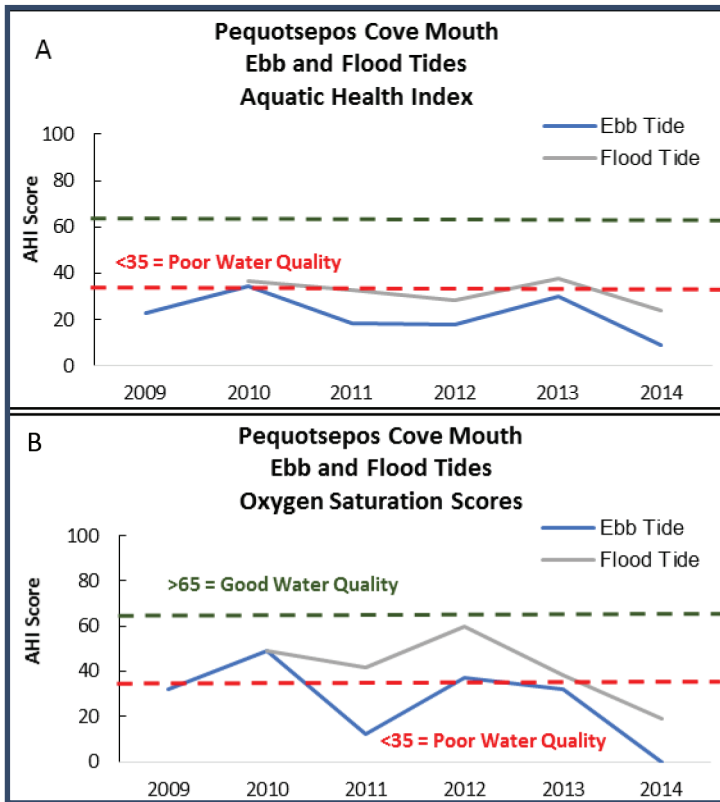 A
Pequotsepos Cove Mouth
Ebb and Flood Tides
Aquatic Health Index
Ebb Tide
Flood Tide
100
80
60
40
20
0
AHI Score
<35 = Poor Water Quality
2009 2010 2011 2012 2013 2014
B
Pequotsepos Cove Mouth
Ebb and Flood Tides
Oxygen Saturation Scores
Ebb Tide
Flood Tide
100
80
60
40
20
0
AHI Score
>65 = Good Water Quality
<35 = Poor Water Quality
2009 2010 2011 2012 2013 2014